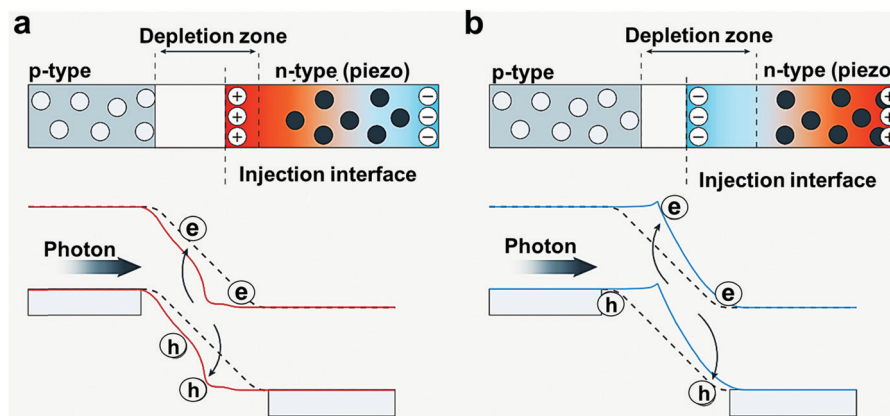 a
Depletion zone
p-type
n-type (piezo)
+
+
+
−
−
−
Injection interface
Photon
e
e
h
h
b
Depletion zone
p-type
n-type (piezo
−
−
−
+
+
+
Injection interface
Photon
e
e
h
h